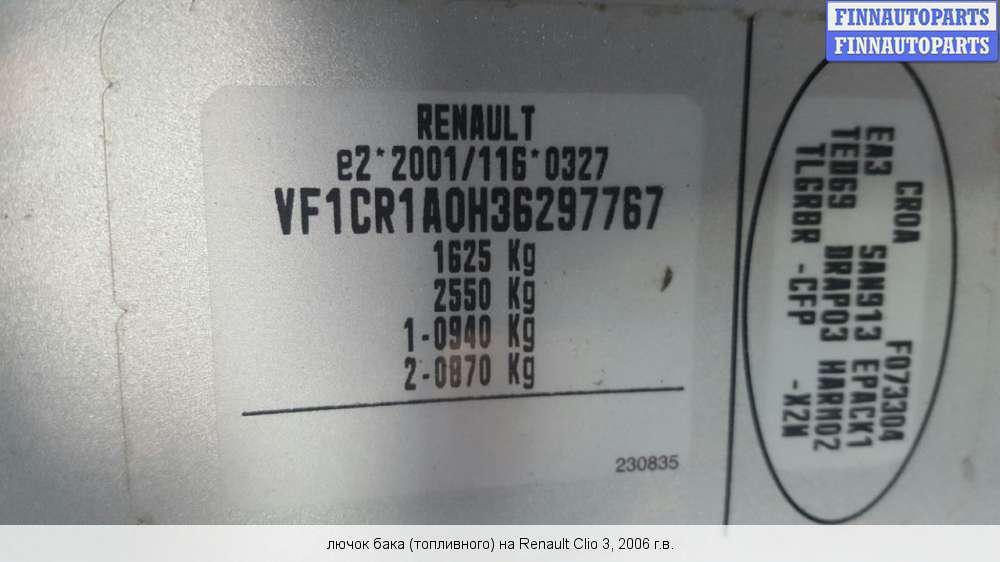 FINNAUTOPARTS
FINNAUTOPARTS
RENAULT
e2*2001/116*0327
VF1CR1A0H36297767
1625 Kg
2550 Kg
1-0940 Kg
2-0870 Kg
230835
CR0A F073304
EA3 SAN913 EPACK1
TED69 DRAP03 HARM02
TLGRBR -CFP -XZM
лючок бака (топливного) на Renault Clio 3, 2006 г.в.